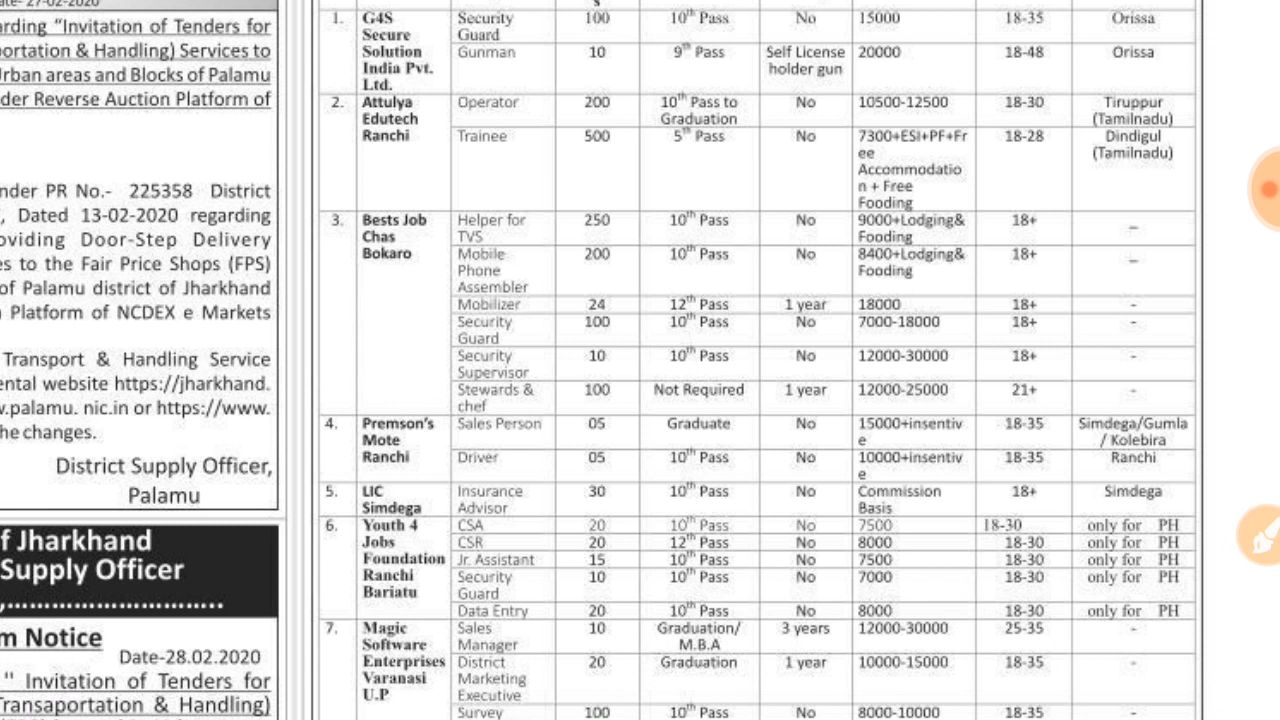 ate- 27-02-2020
arding “Invitation of Tenders for
portation & Handling) Services to
Urban areas and Blocks of Palamu
der Reverse Auction Platform of
nder PR No.- 225358 District
, Dated 13-02-2020 regarding
oviding Door-Step Delivery
es to the Fair Price Shops (FPS)
of Palamu district of Jharkhand
Platform of NCDEX e Markets
Transport & Handling Service
ental website https://jharkhand.
v.palamu. nic.in or https://www.
he changes.
District Supply Officer,
Palamu
f Jharkhand
Supply Officer
,..............................
m Notice
Date-28.02.2020
" Invitation of Tenders for
Transaportation & Handling)
s
1. G4S Security 100 10th Pass No 15000 18-35 Orissa
Secure Guard
Solution Gunman 10 9th Pass Self License 20000 18-48 Orissa
India Pvt. holder gun
Ltd.
2. Attulya Operator 200 10th Pass to No 10500-12500 18-30 Tiruppur
Edutech Graduation (Tamilnadu)
Ranchi Trainee 500 5th Pass No 7300+ESI+PF+Fr 18-28 Dindigul
ee (Tamilnadu)
Accommodatio
n + Free
Fooding
3. Bests Job Helper for 250 10th Pass No 9000+Lodging& 18+ _
Chas TVS Fooding
Bokaro Mobile 200 10th Pass No 8400+Lodging& 18+ _
Phone Fooding
Assembler
Mobilizer 24 12th Pass 1 year 18000 18+ -
Security 100 10th Pass No 7000-18000 18+ -
Guard
Security 10 10th Pass No 12000-30000 18+ -
Supervisor
Stewards & 100 Not Required 1 year 12000-25000 21+ -
chef
4. Premson's Sales Person 05 Graduate No 15000+insentiv 18-35 Simdega/Gumla
Mote e / Kolebira
Ranchi Driver 05 10th Pass No 10000+insentiv 18-35 Ranchi
e
5. LIC Insurance 30 10th Pass No Commission 18+ Simdega
Simdega Advisor Basis
6. Youth 4 CSA 20 10th Pass No 7500 18-30 only for PH
Jobs CSR 20 12th Pass No 8000 18-30 only for PH
Foundation Jr. Assistant 15 10th Pass No 7500 18-30 only for PH
Ranchi Security 10 10th Pass No 7000 18-30 only for PH
Bariatu Guard
Data Entry 20 10th Pass No 8000 18-30 only for PH
7. Magic Sales 10 Graduation/ 3 years 12000-30000 25-35 -
Software Manager M.B.A
Enterprises District 20 Graduation 1 year 10000-15000 18-35 -
Varanasi Marketing
U.P Executive
Survey 100 10th Pass No 8000-10000 18-35 -